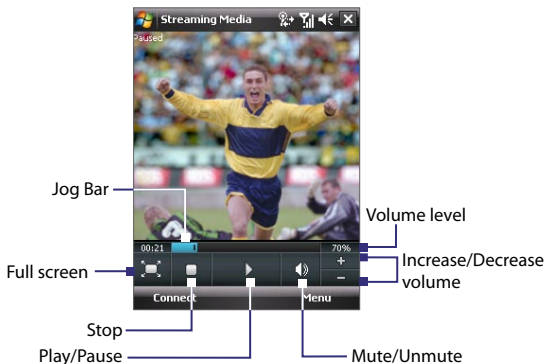 Streaming Media
Paused
Jog Bar
Volume level
00:21
70%
Full screen
Increase/Decrease
volume
+
−
Connect
Menu
Stop
Play/Pause
Mute/Unmute